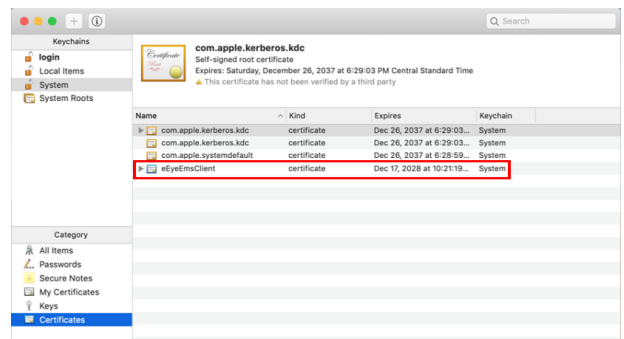 Search
Keychains
login
Local Items
System
System Roots
Certificate
Root
com.apple.kerberos.kdc
Self-signed root certificate
Expires: Saturday, December 26, 2037 at 6:29:03 PM Central Standard Time
This certificate has not been verified by a third party
Name Kind Expires Keychain
com.apple.kerberos.kdc certificate Dec 26, 2037 at 6:29:03... System
com.apple.kerberos.kdc certificate Dec 26, 2037 at 6:29:03... System
com.apple.systemdefault certificate Dec 26, 2037 at 6:28:59... System
eEyeEmsClient certificate Dec 17, 2028 at 10:21:19... System
Category
All Items
Passwords
Secure Notes
My Certificates
Keys
Certificates